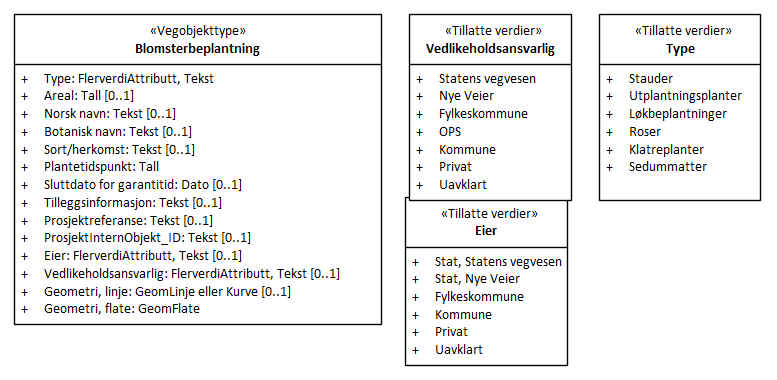 «Vegobjekttype»
Blomsterbeplantning
+ Type: FlerverdiAttributt, Tekst
+ Areal: Tall [0..1]
+ Norsk navn: Tekst [0..1]
+ Botanisk navn: Tekst [0..1]
+ Sort/herkomst: Tekst [0..1]
+ Plantetidspunkt: Tall
+ Sluttdato for garantitid: Dato [0..1]
+ Tilleggsinformasjon: Tekst [0..1]
+ Prosjektreferanse: Tekst [0..1]
+ ProsjektInternObjekt_ID: Tekst [0..1]
+ Eier: FlerverdiAttributt, Tekst [0..1]
+ Vedlikeholdsansvarlig: FlerverdiAttributt, Tekst [0..1]
+ Geometri, linje: GeomLinje eller Kurve [0..1]
+ Geometri, flate: GeomFlate
«Tillatte verdier»
Vedlikeholdsansvarlig
+ Statens vegvesen
+ Nye Veier
+ Fylkeskommune
+ OPS
+ Kommune
+ Privat
+ Uavklart
«Tillatte verdier»
Eier
+ Stat, Statens vegvesen
+ Stat, Nye Veier
+ Fylkeskommune
+ Kommune
+ Privat
+ Uavklart
«Tillatte verdier»
Type
+ Stauder
+ Utplantningsplanter
+ Løkbeplantninger
+ Roser
+ Klatreplanter
+ Sedummatter